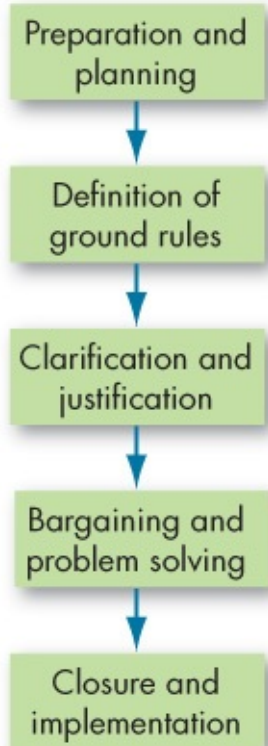 Preparation and
planning
Definition of
ground rules
Clarification and
justification
Bargaining and
problem solving
Closure and
implementation